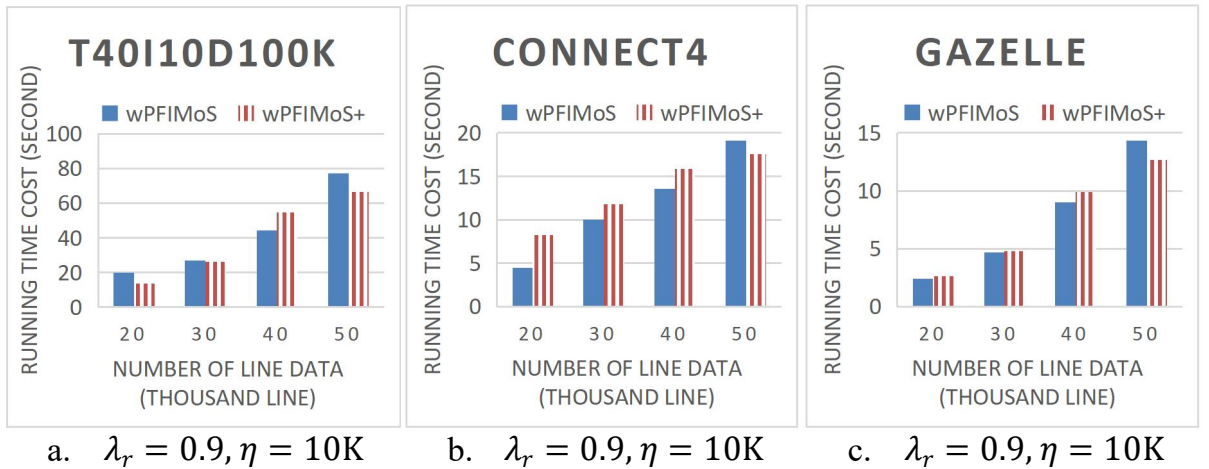 T40I10D100K
RUNNING TIME COST (SECOND)
wPFIMoS wPFIMoS+
100
80
60
40
20
0
20 30 40 50
NUMBER OF LINE DATA
(THOUSAND LINE)
a. λr = 0.9, η = 10K
CONNECT4
RUNNING TIME COST (SECOND)
wPFIMoS wPFIMoS+
20
15
10
5
0
20 30 40 50
NUMBER OF LINE DATA
(THOUSAND LINE)
b. λr = 0.9, η = 10K
GAZELLE
RUNNING TIME COST (SECOND)
wPFIMoS wPFIMoS+
15
10
5
0
20 30 40 50
NUMBER OF LINE DATA
(THOUSAND LINE)
c. λr = 0.9, η = 10K